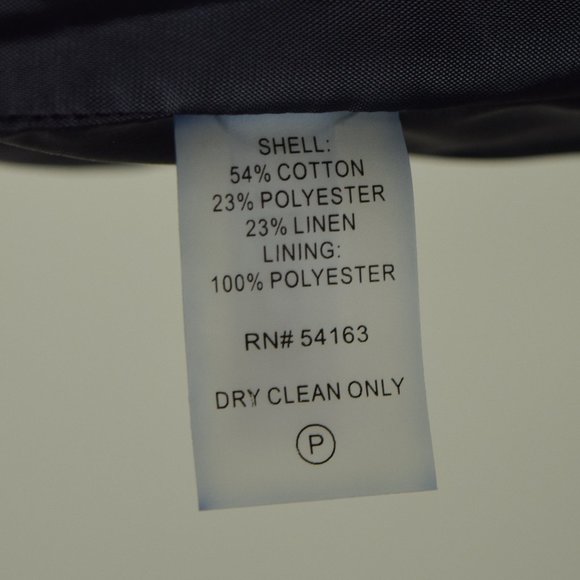 SHELL:
54% COTTON
23% POLYESTER
23% LINEN
LINING:
100% POLYESTER
RN# 54163
DRY CLEAN ONLY
P